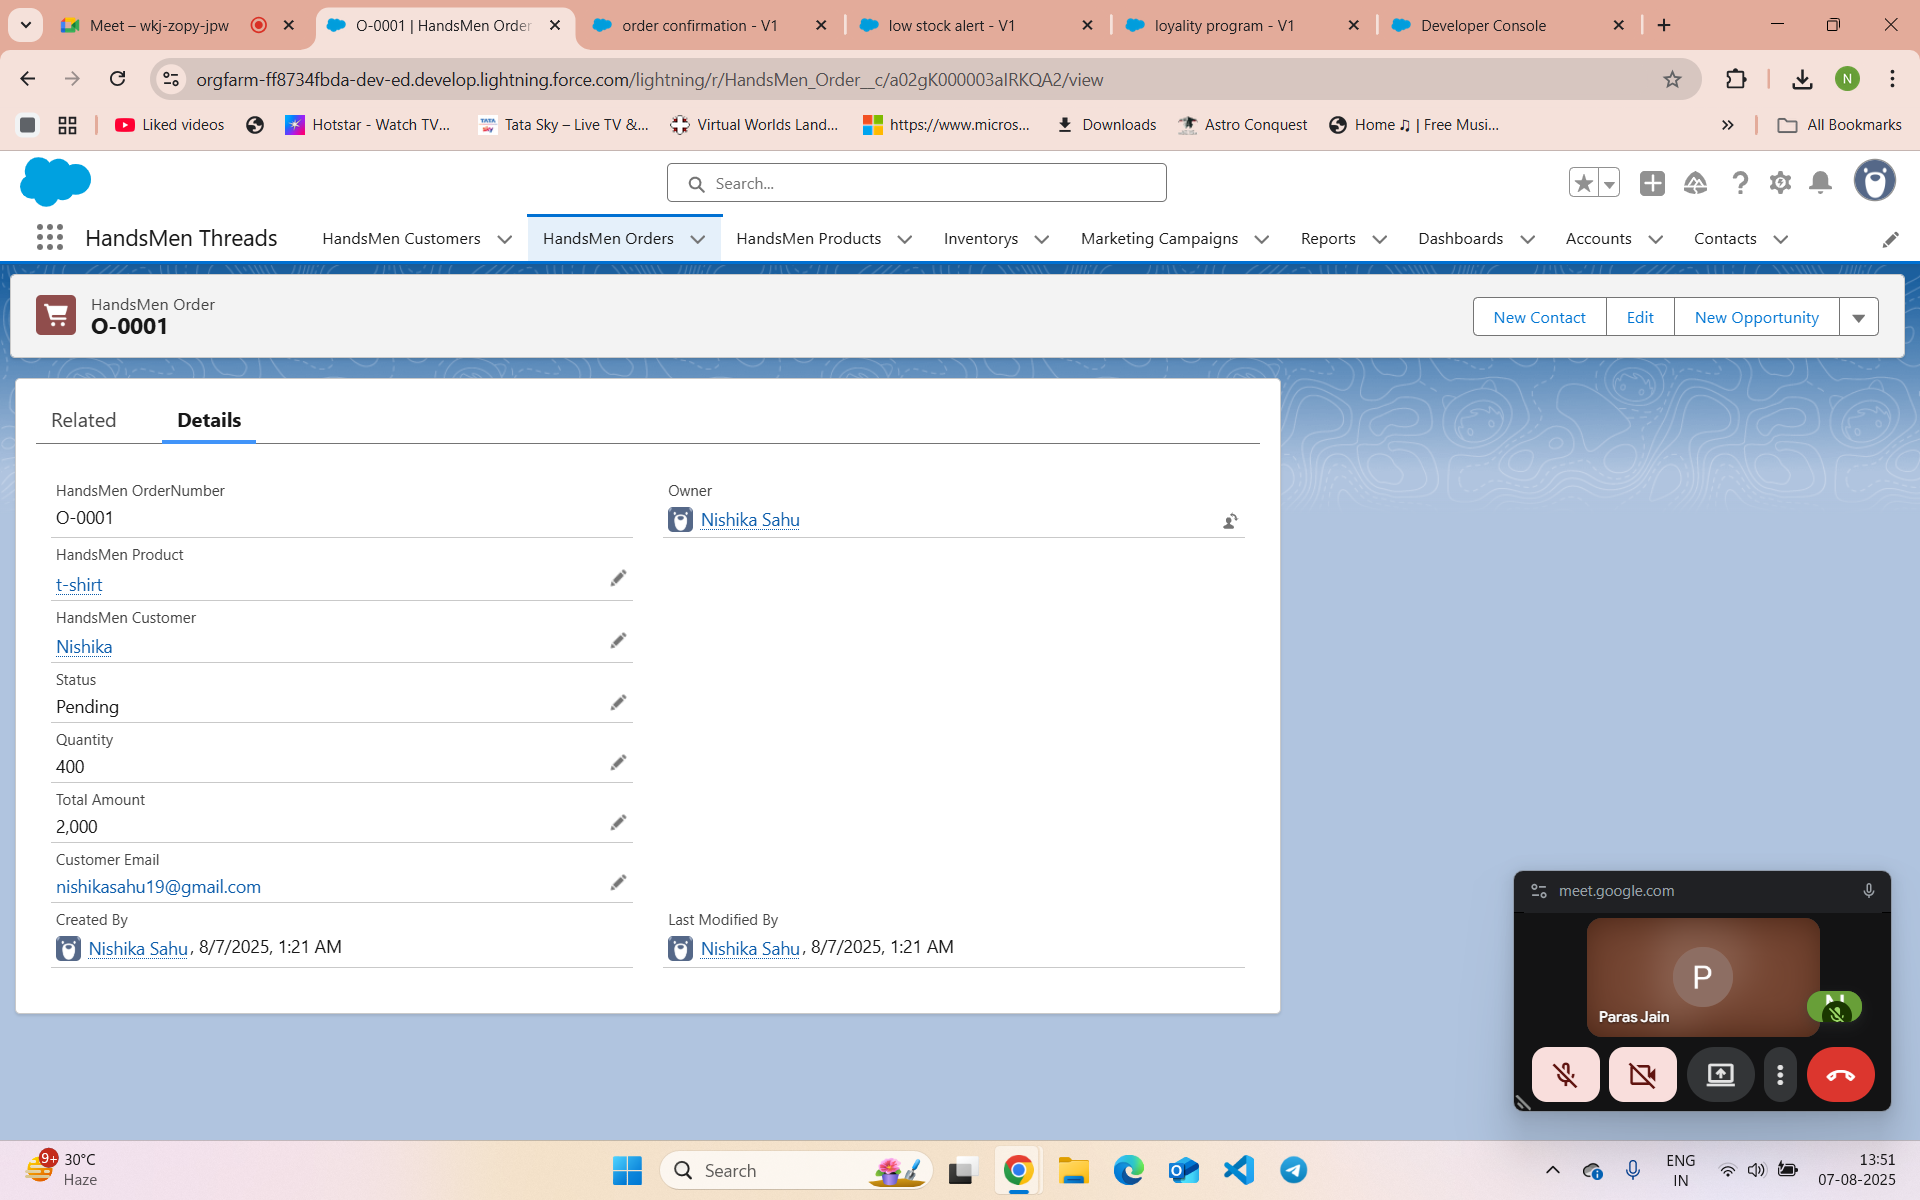 Meet – wkj-zopy-jpw
O-0001 | HandsMen Order
order confirmation - V1
low stock alert - V1
loyality program - V1
Developer Console
orgfarm-ff8734fbda-dev-ed.develop.lightning.force.com/lightning/r/HandsMen_Order__c/a02gK000003aIRKQA2/view
N
Liked videos
Hotstar - Watch TV...
TATA sky
Tata Sky – Live TV &...
Virtual Worlds Land...
https://www.micros...
Downloads
Astro Conquest
Home ♫ | Free Musi...
All Bookmarks
Search...
HandsMen Threads
HandsMen Customers
HandsMen Orders
HandsMen Products
Inventorys
Marketing Campaigns
Reports
Dashboards
Accounts
Contacts
HandsMen Order
O-0001
New Contact
Edit
New Opportunity
Related
Details
HandsMen OrderNumber
O-0001
Owner
Nishika Sahu
HandsMen Product
t-shirt
HandsMen Customer
Nishika
Status
Pending
Quantity
400
Total Amount
2,000
Customer Email
nishikasahu19@gmail.com
Created By
Nishika Sahu, 8/7/2025, 1:21 AM
Last Modified By
Nishika Sahu, 8/7/2025, 1:21 AM
meet.google.com
P
Paras Jain
N
9+
30°C
Haze
Search
ENG
IN
13:51
07-08-2025